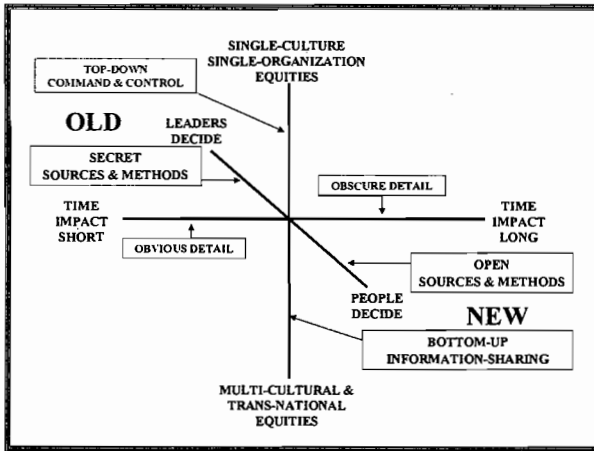 SINGLE-CULTURE
SINGLE-ORGANIZATION
EQUITIES
TOP-DOWN
COMMAND & CONTROL
OLD
LEADERS
DECIDE
SECRET
SOURCES & METHODS
OBSCURE DETAIL
TIME
IMPACT
SHORT
TIME
IMPACT
LONG
OBVIOUS DETAIL
OPEN
SOURCES & METHODS
PEOPLE
DECIDE
NEW
BOTTOM-UP
INFORMATION-SHARING
MULTI-CULTURAL &
TRANS-NATIONAL
EQUITIES